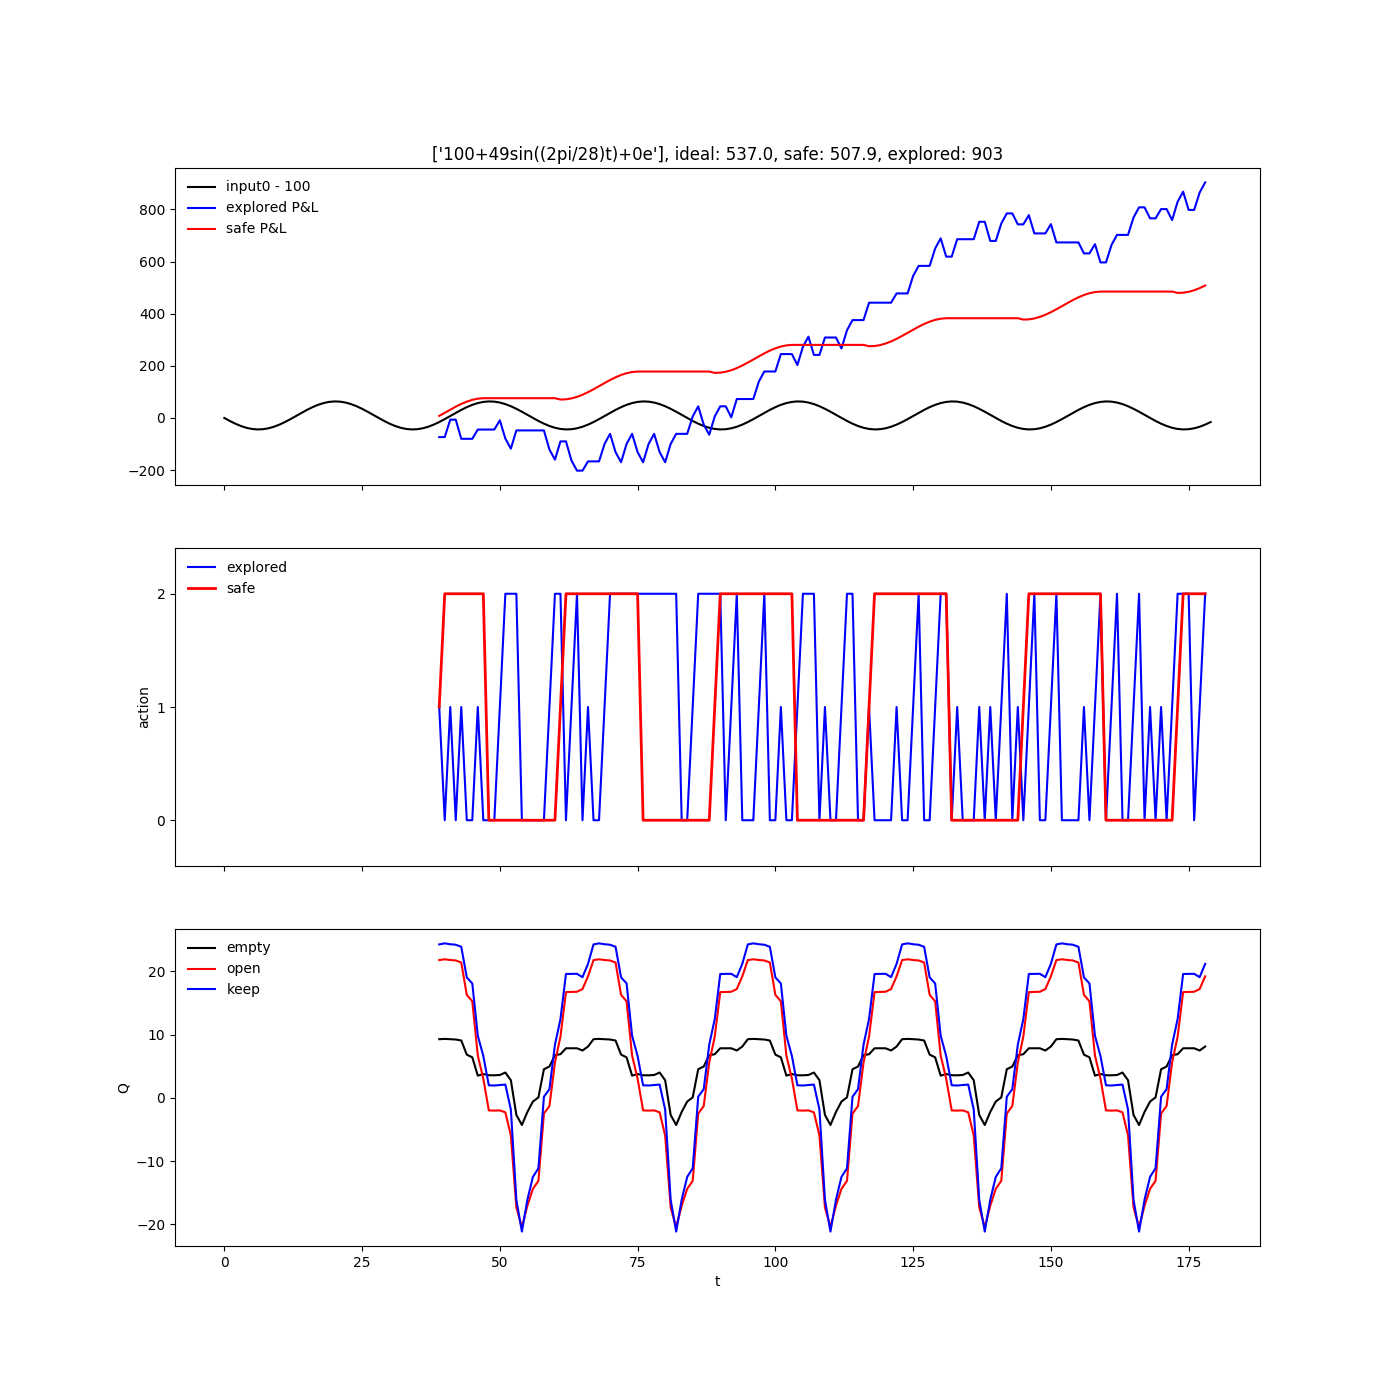 ['100+49sin((2pi/28)t)+0e'], ideal: 537.0, safe: 507.9, explored: 903
input0 - 100
explored P&L
safe P&L
800
600
400
200
0
−200
explored
safe
2
1
0
action
empty
open
keep
20
10
0
−10
−20
Q
0 25 50 75 100 125 150 175
t